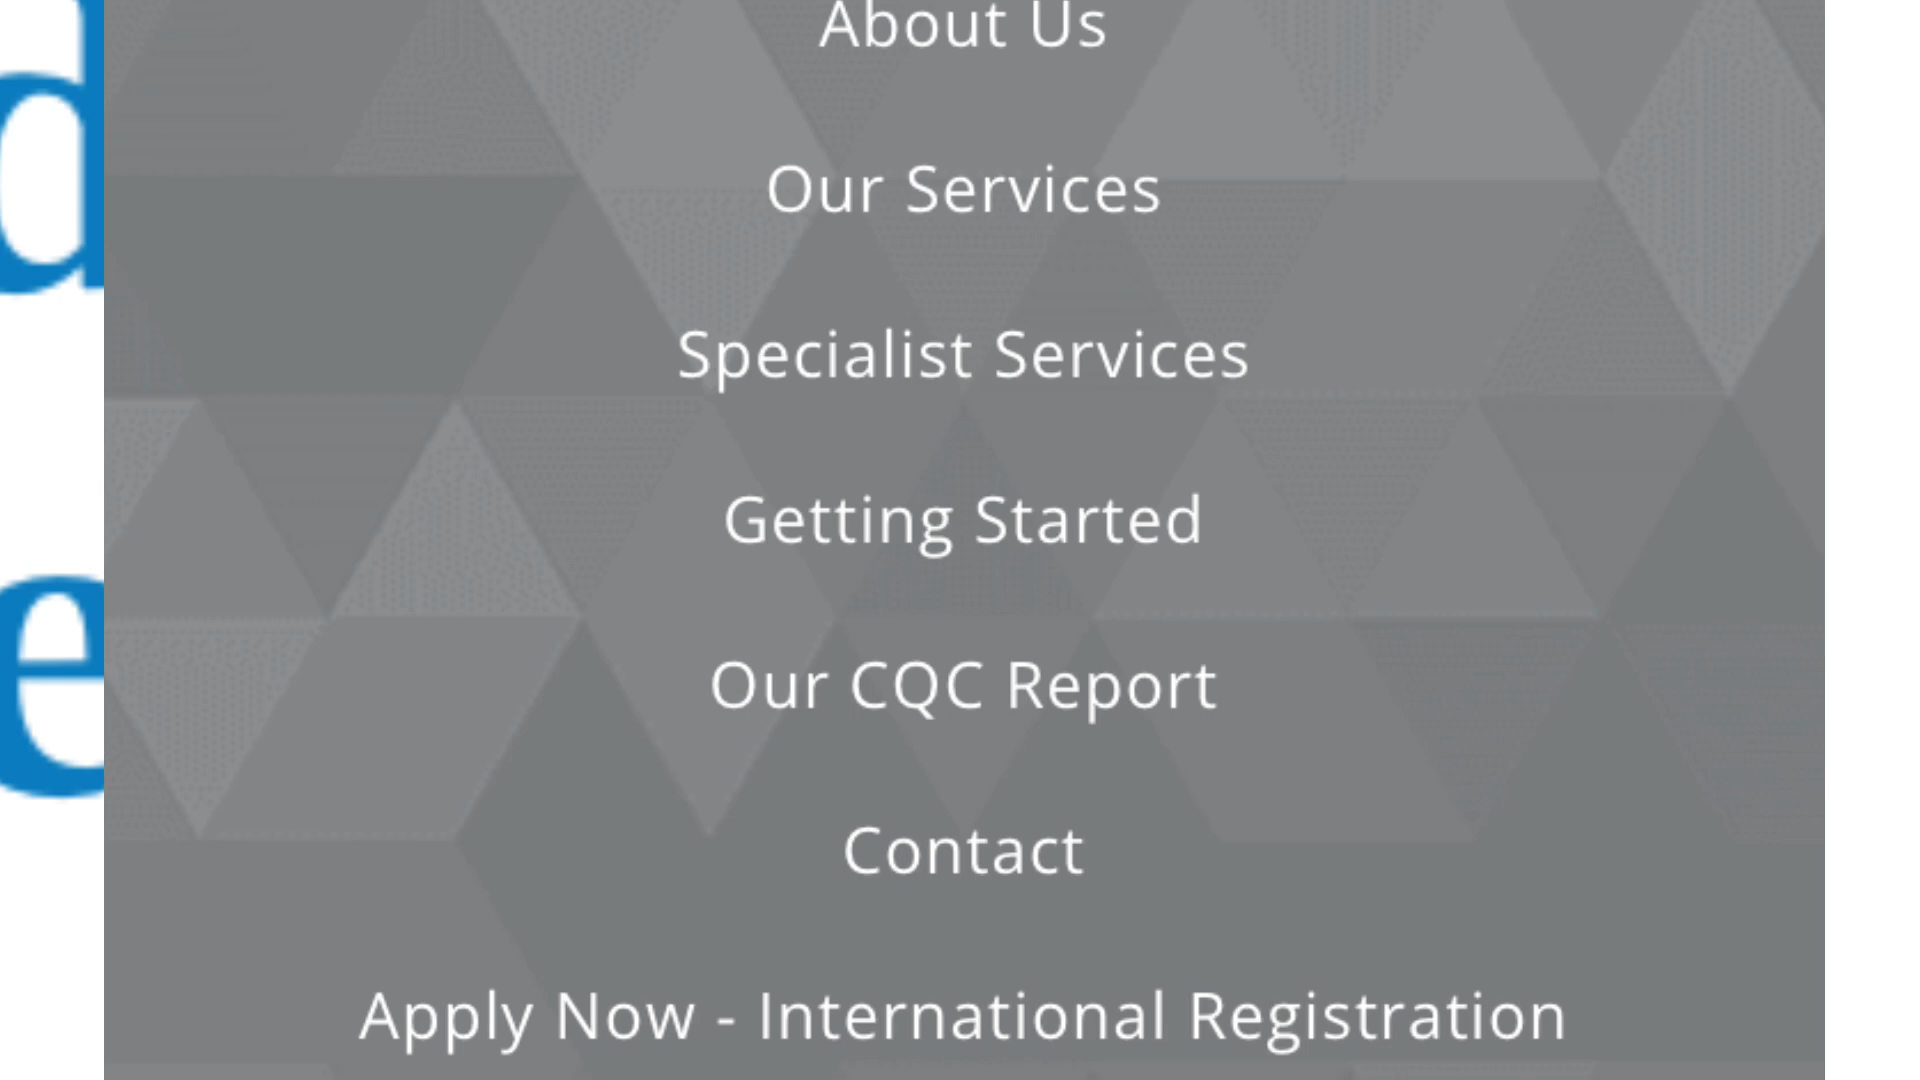 About Us
Our Services
Specialist Services
Getting Started
Our CQC Report
Contact
Apply Now - International Registration
d
e